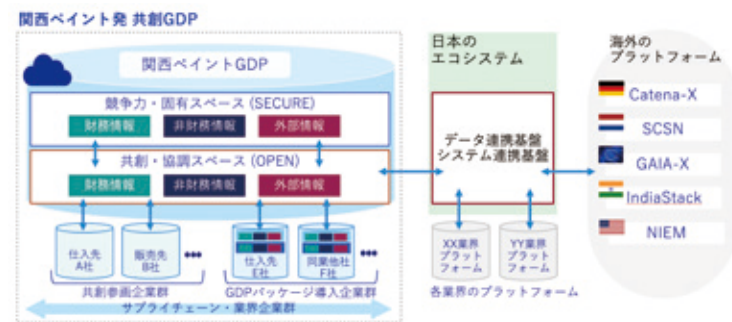 関西ペイント発 共創GDP
関西ペイントGDP
競争力・固有スペース (SECURE)
財務情報
非財務情報
外部情報
共創・協調スペース (OPEN)
財務情報
非財務情報
外部情報
仕入先
A社
販売先
B社
•••
仕入先
E社
同業他社
F社
•••
共創参画企業群
GDPパッケージ導入企業群
サプライチェーン・業界企業群
日本の
エコシステム
データ連携基盤
システム連携基盤
XX業界
プラット
フォーム
YY業界
プラット
フォーム
各業界のプラットフォーム
海外の
プラットフォーム
Catena-X
SCSN
GAIA-X
IndiaStack
NIEM